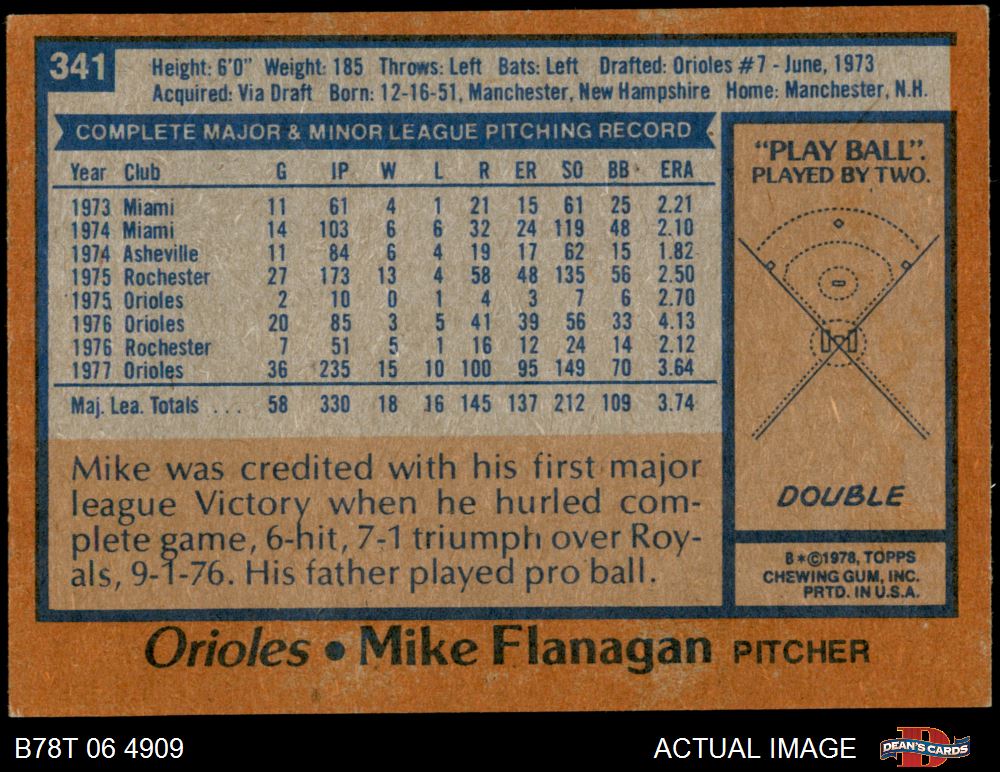 341
Height: 6'0" Weight: 185 Throws: Left Bats: Left Drafted: Orioles #7 - June, 1973
Acquired: Via Draft Born: 12-16-51, Manchester, New Hampshire Home: Manchester, N.H.
COMPLETE MAJOR & MINOR LEAGUE PITCHING RECORD
Year Club G IP W L R ER SO BB ERA
1973 Miami 11 61 4 1 21 15 61 25 2.21
1974 Miami 14 103 6 6 32 24 119 48 2.10
1974 Asheville 11 84 6 4 19 17 62 15 1.82
1975 Rochester 27 173 13 4 58 48 135 56 2.50
1975 Orioles 2 10 0 1 4 3 7 6 2.70
1976 Orioles 20 85 3 5 41 39 56 33 4.13
1976 Rochester 7 51 5 1 16 12 24 14 2.12
1977 Orioles 36 235 15 10 100 95 149 70 3.64
Maj. Lea. Totals ... 58 330 18 16 145 137 212 109 3.74
Mike was credited with his first major
league Victory when he hurled com-
plete game, 6-hit, 7-1 triumph over Roy-
als, 9-1-76. His father played pro ball.
"PLAY BALL".
PLAYED BY TWO.
DOUBLE
B*©1978, TOPPS
CHEWING GUM, INC.
PRTD. IN U.S.A.
Orioles • Mike Flanagan PITCHER
B78T 06 4909
ACTUAL IMAGE
D
DEAN'S CARDS